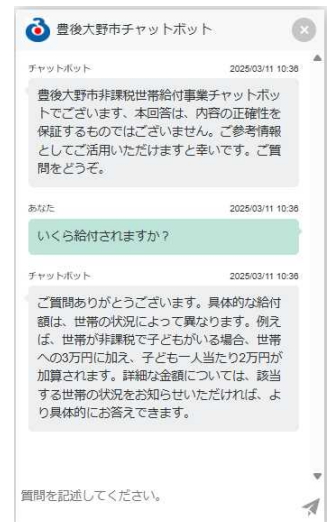 豊後大野市チャットボット
チャットボット 2025/03/11 10:36
豊後大野市非課税世帯給付事業チャットボッ
トでございます、本回答は、内容の正確性を
保証するものではございません。ご参考情報
としてご活用いただけますと幸いです。ご質
問をどうぞ。
あなた 2025/03/11 10:36
いくら給付されますか？
チャットボット 2025/03/11 10:36
ご質問ありがとうございます。具体的な給付
額は、世帯の状況によって異なります。例え
ば、世帯が非課税で子どもがいる場合、世帯
への3万円に加え、子ども一人当たり2万円が
加算されます。詳細な金額については、該当
する世帯の状況をお知らせいただければ、よ
り具体的にお答えできます。
質問を記述してください。